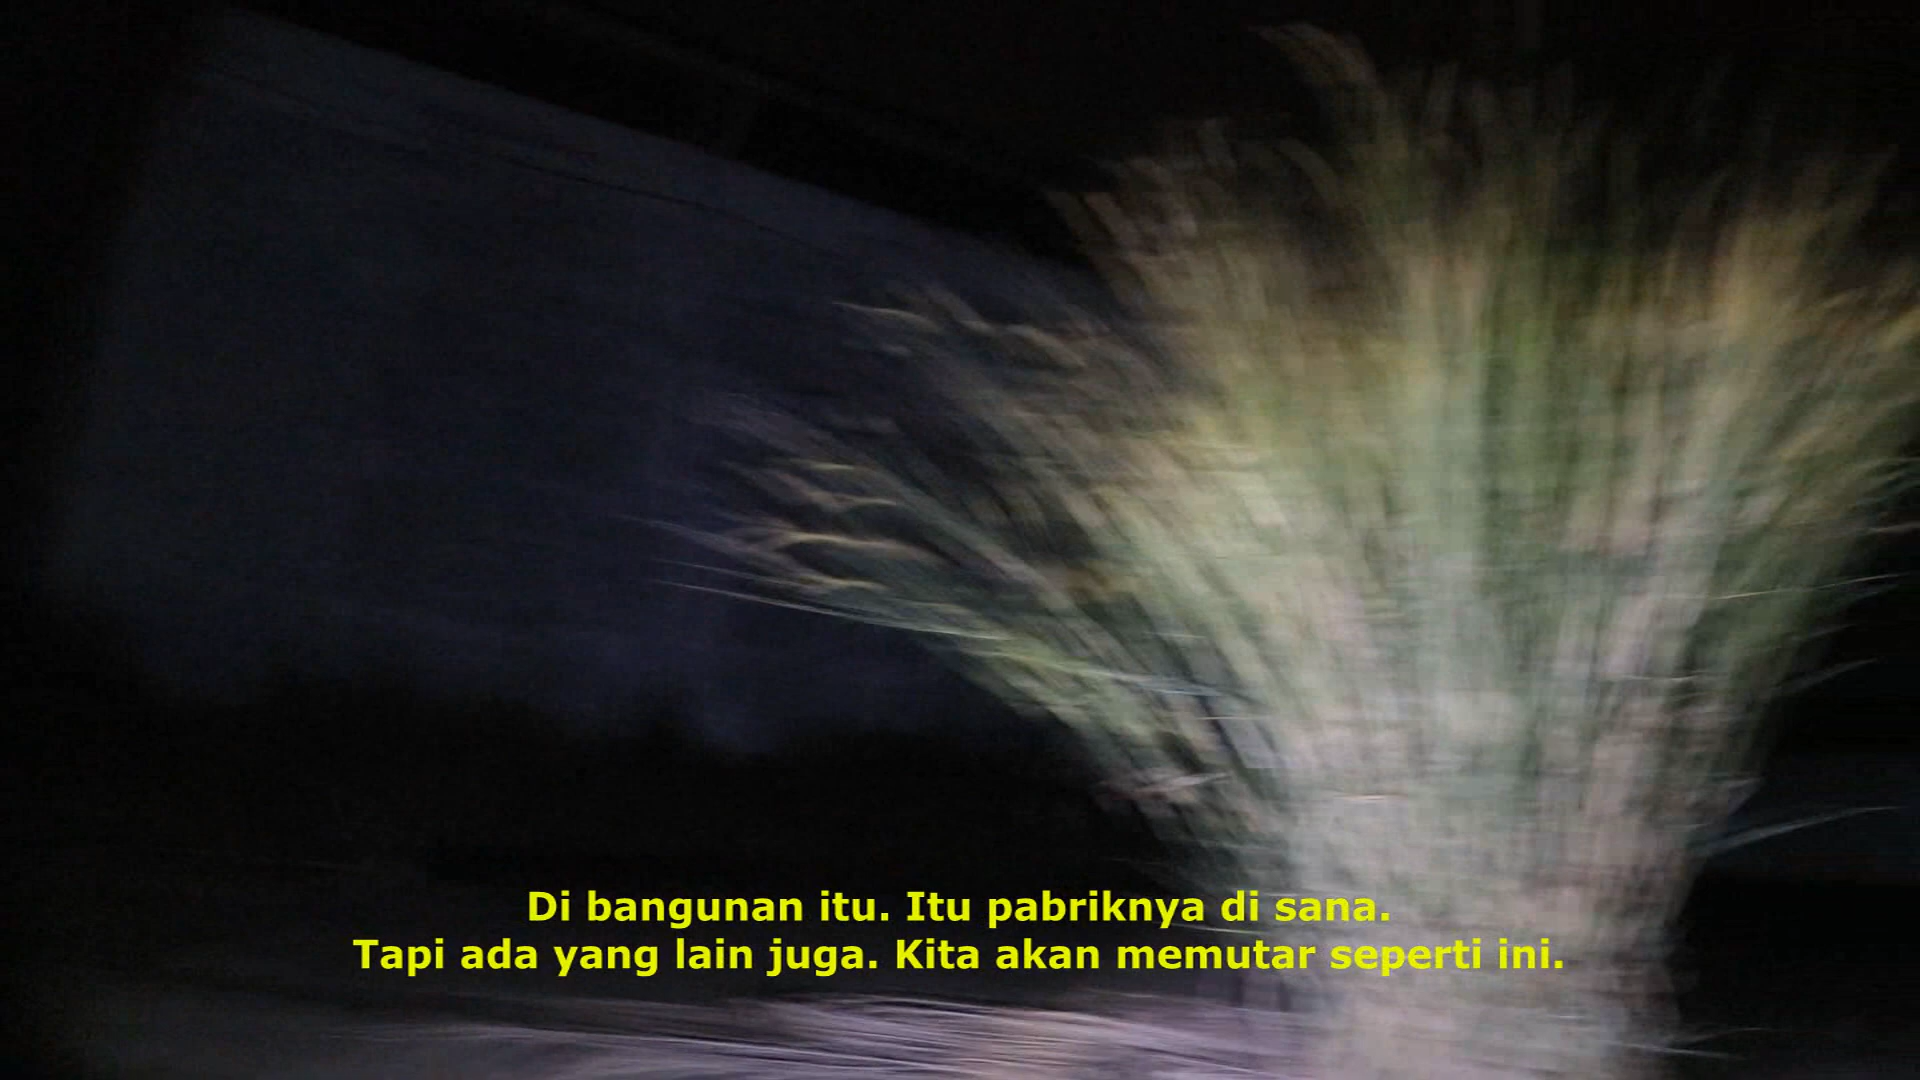 Di bangunan itu. Itu pabriknya di sana.
Tapi ada yang lain juga. Kita akan memutar seperti ini.